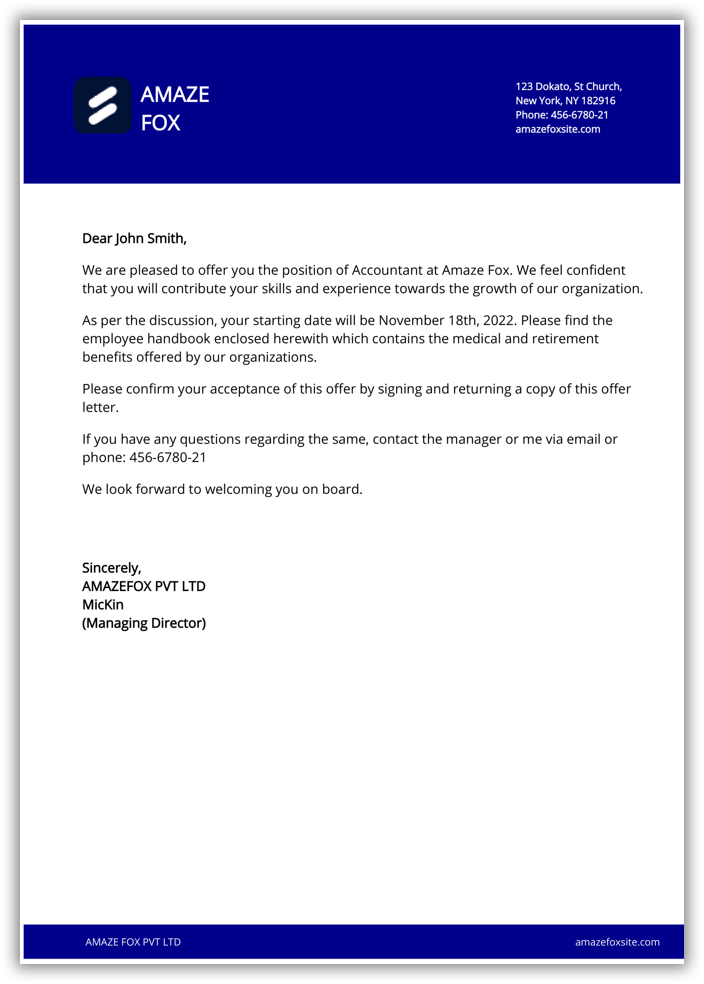 AMAZE
FOX
123 Dokato, St Church,
New York, NY 182916
Phone: 456-6780-21
amazefoxsite.com
Dear John Smith,
We are pleased to offer you the position of Accountant at Amaze Fox. We feel confident
that you will contribute your skills and experience towards the growth of our organization.
As per the discussion, your starting date will be November 18th, 2022. Please find the
employee handbook enclosed herewith which contains the medical and retirement
benefits offered by our organizations.
Please confirm your acceptance of this offer by signing and returning a copy of this offer
letter.
If you have any questions regarding the same, contact the manager or me via email or
phone: 456-6780-21
We look forward to welcoming you on board.
Sincerely,
AMAZEFOX PVT LTD
MicKin
(Managing Director)
AMAZE FOX PVT LTD
amazefoxsite.com